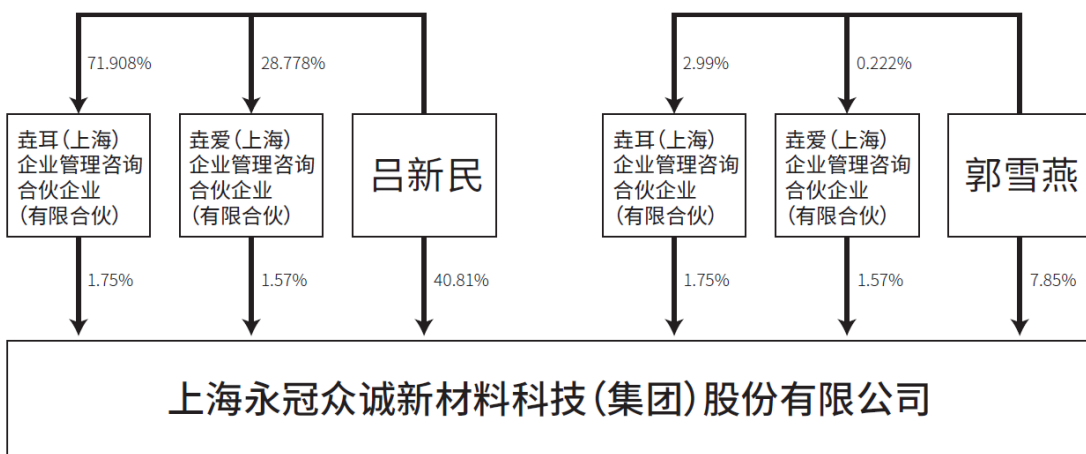 71.908%
28.778%
2.99%
0.222%
垚耳（上海）
企业管理咨询
合伙企业
（有限合伙）
垚爱（上海）
企业管理咨询
合伙企业
（有限合伙）
吕新民
垚耳（上海）
企业管理咨询
合伙企业
（有限合伙）
垚爱（上海）
企业管理咨询
合伙企业
（有限合伙）
郭雪燕
1.75%
1.57%
40.81%
1.75%
1.57%
7.85%
上海永冠众诚新材料科技（集团）股份有限公司